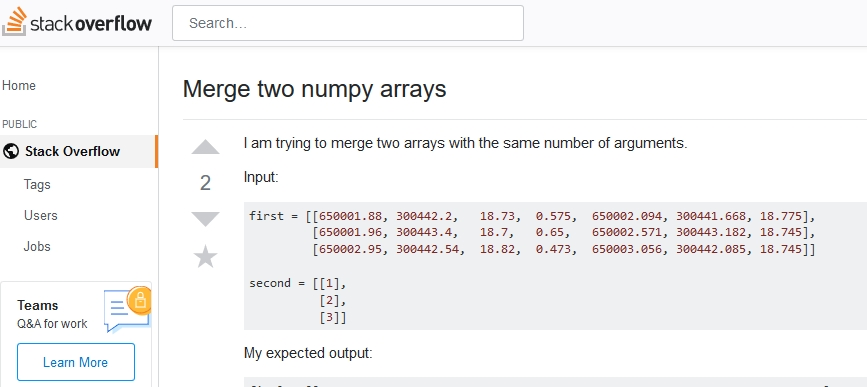 stackoverflow
Search...
Home
PUBLIC
Stack Overflow
Tags
Users
Jobs
Teams
Q&A for work
Learn More
Merge two numpy arrays
I am trying to merge two arrays with the same number of arguments.
2
Input:
first = [[650001.88, 300442.2,   18.73,  0.575,  650002.094, 300441.668, 18.775],
         [650001.96, 300443.4,   18.7,   0.65,   650002.571, 300443.182, 18.745],
         [650002.95, 300442.54,  18.82,  0.473,  650003.056, 300442.085, 18.745]]
second = [[1],
          [2],
          [3]]
My expected output: